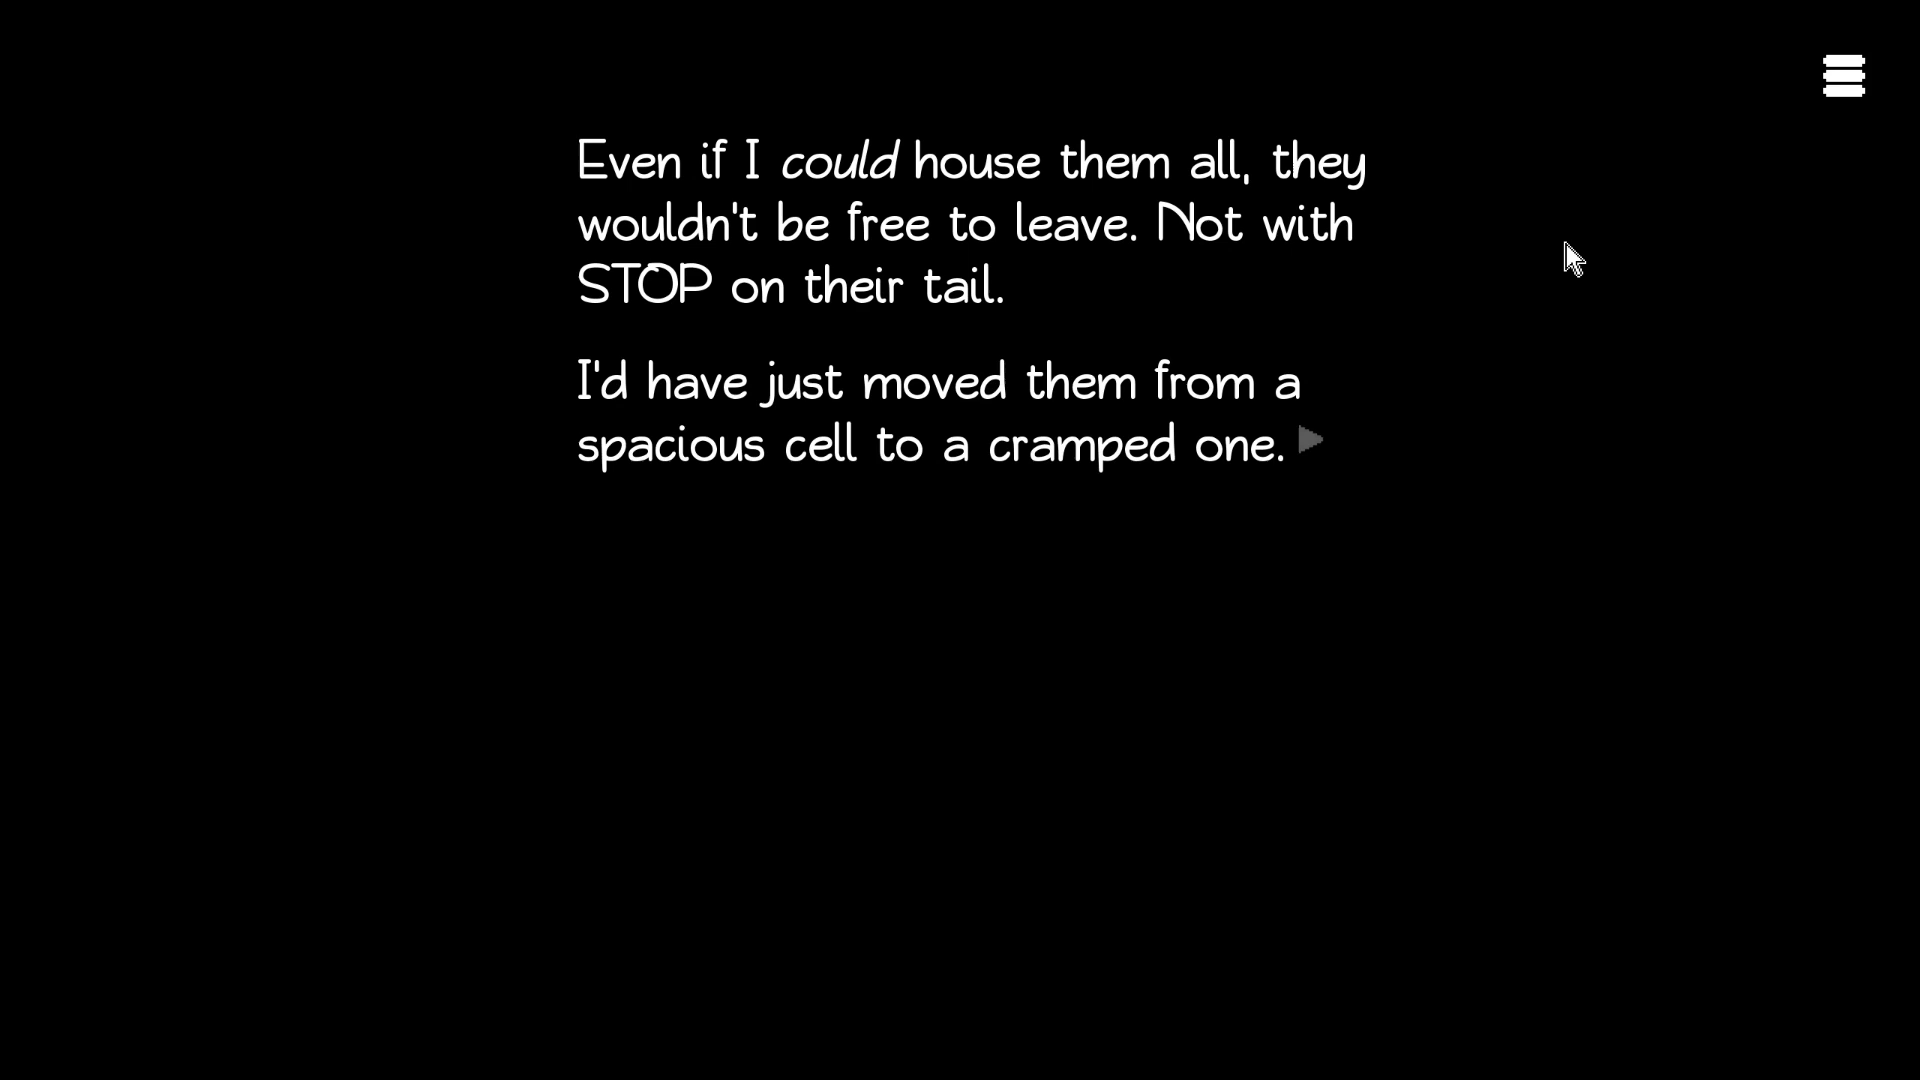 Even if I could house them all, they
wouldn't be free to leave. Not with
STOP on their tail.
I'd have just moved them from a
spacious cell to a cramped one.